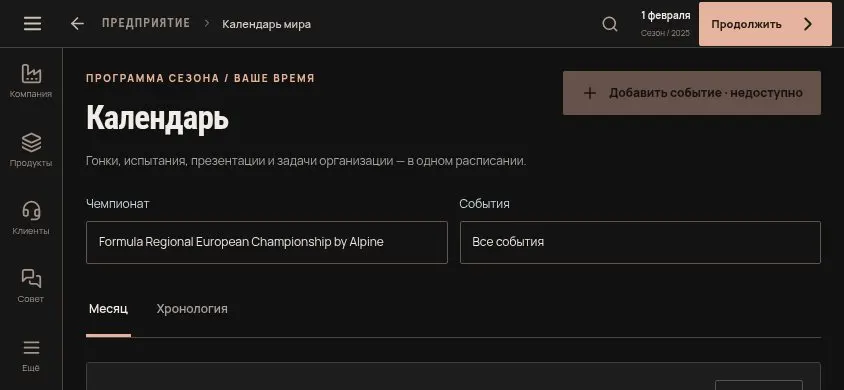 ПРЕДПРИЯТИЕ
Календарь мира
1 февраля
Сезон / 2025
Продолжить
Компания
Продукты
Клиенты
Совет
Ещё
ПРОГРАММА СЕЗОНА / ВАШЕ ВРЕМЯ
Календарь
Добавить событие · недоступно
Гонки, испытания, презентации и задачи организации — в одном расписании.
Чемпионат
События
Formula Regional European Championship by Alpine
Все события
Месяц
Хронология